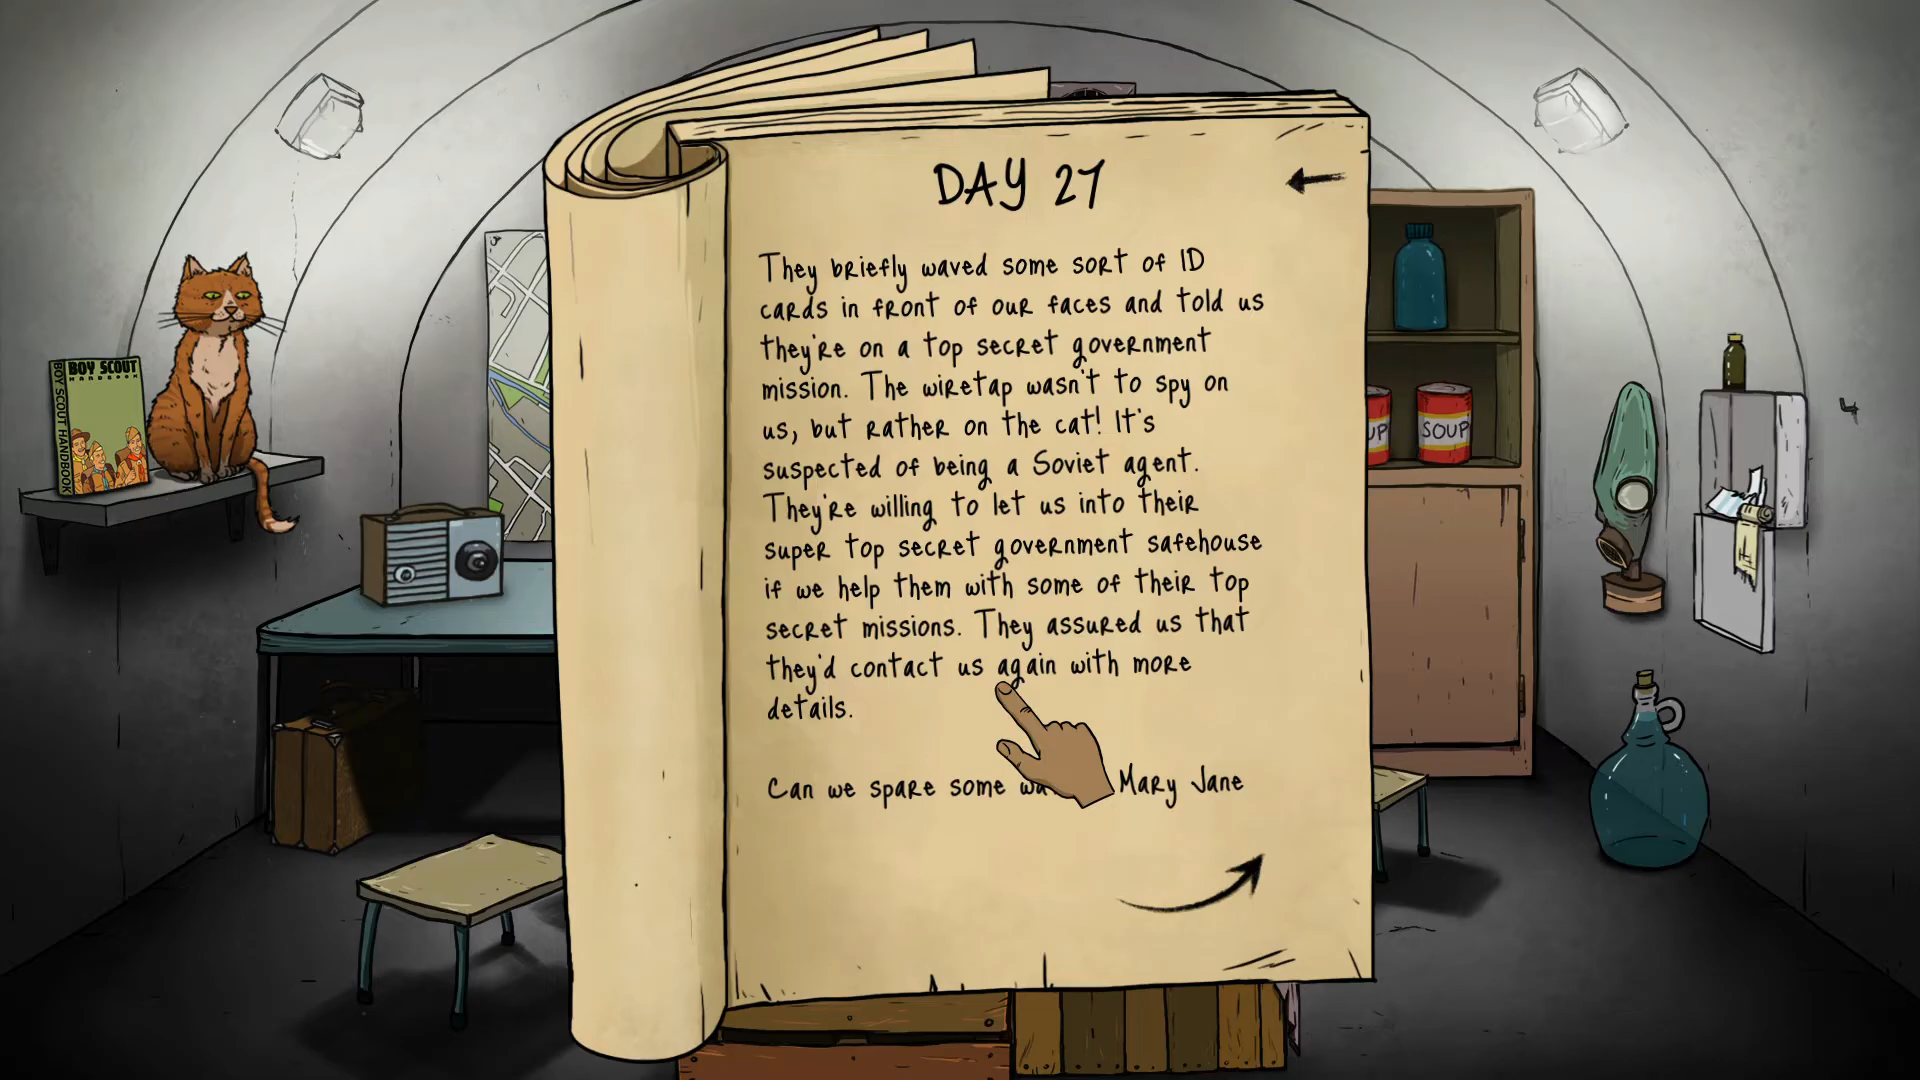 DAY 27
They briefly waved some sort of ID
cards in front of our faces and told us
they're on a top secret government
mission. The wiretap wasn't to spy on
us, but rather on the cat! It's
suspected of being a Soviet agent.
They're willing to let us into their
super top secret government safehouse
if we help them with some of their top
secret missions. They assured us that
they'd contact us again with more
details.
Can we spare some Mary Jane
BOY SCOUT
HANDBOOK
BOY SCOUT HANDBOOK
UP
SOUP